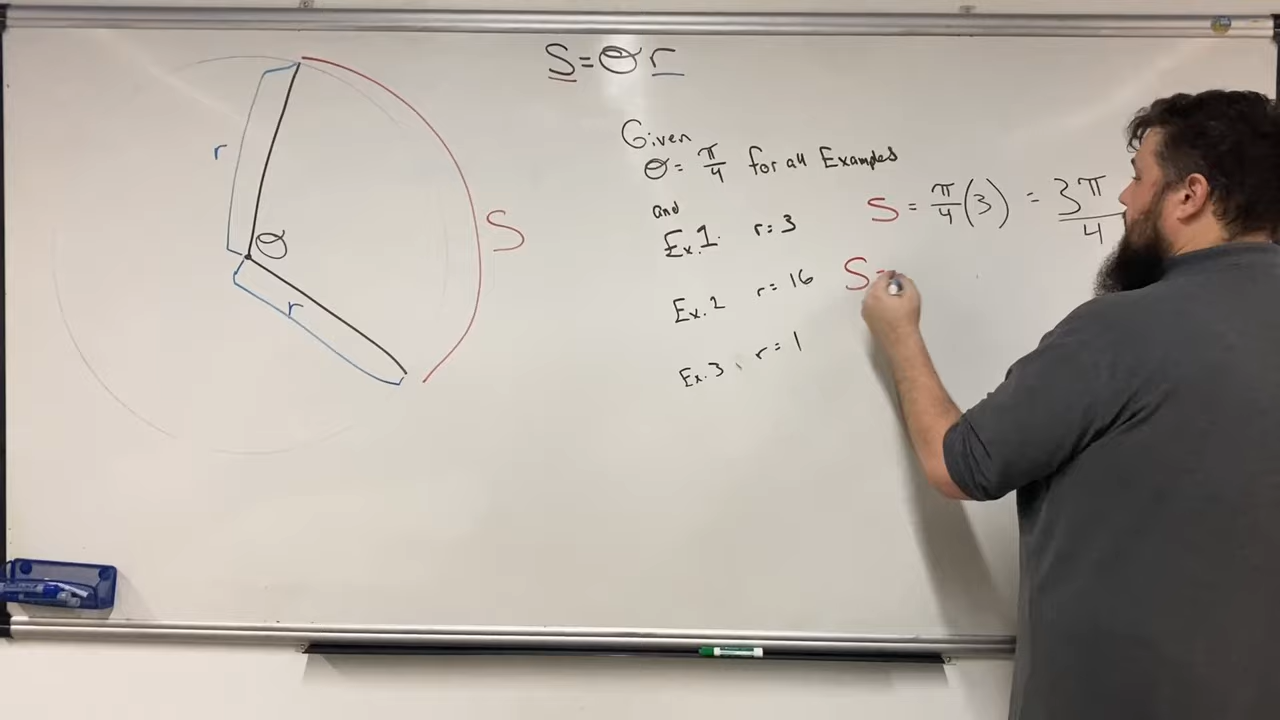 S=θr
r
S
θ
r
Given
θ= π/4 for all Examples
and
Ex.1. r=3 S = π/4(3) = 3π/4
Ex.2 r=16 S=
Ex.3 r=1